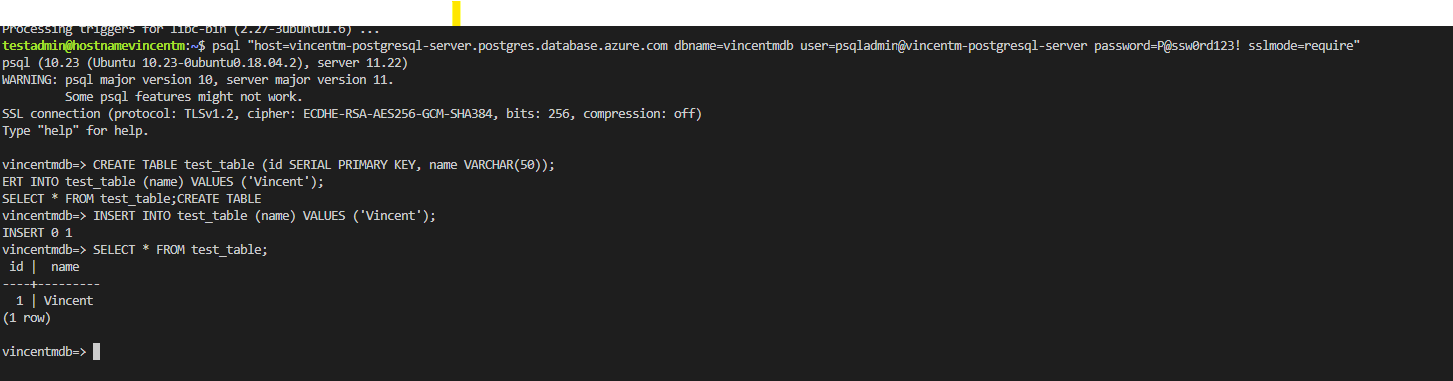 Processing triggers for libc-bin (2.27-3ubuntu1.6) ...
testadmin@hostnamevincentm:~$ psql "host=vincentm-postgresql-server.postgres.database.azure.com dbname=vincentmdb user=psqladmin@vincentm-postgresql-server password=P@ssw0rd123! sslmode=require"
psql (10.23 (Ubuntu 10.23-0ubuntu0.18.04.2), server 11.22)
WARNING: psql major version 10, server major version 11.
         Some psql features might not work.
SSL connection (protocol: TLSv1.2, cipher: ECDHE-RSA-AES256-GCM-SHA384, bits: 256, compression: off)
Type "help" for help.
vincentmdb=> CREATE TABLE test_table (id SERIAL PRIMARY KEY, name VARCHAR(50));
ERT INTO test_table (name) VALUES ('Vincent');
SELECT * FROM test_table;CREATE TABLE
vincentmdb=> INSERT INTO test_table (name) VALUES ('Vincent');
INSERT 0 1
vincentmdb=> SELECT * FROM test_table;
 id |  name
----+---------
  1 | Vincent
(1 row)
vincentmdb=>